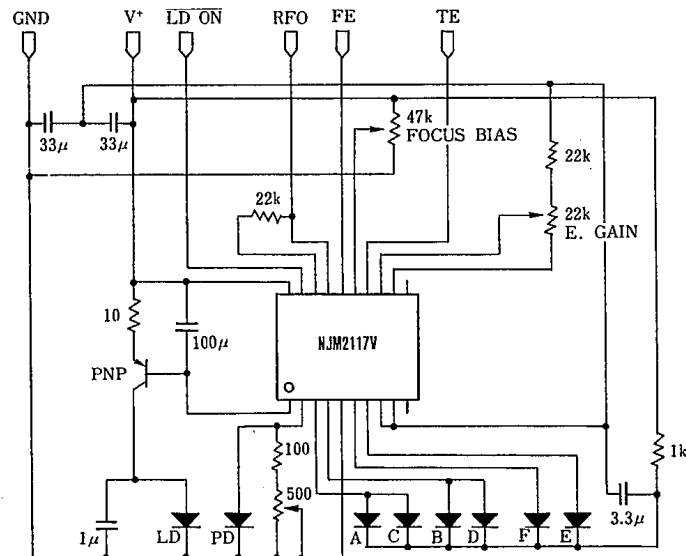 GND V⁺ LD ON RFO FE TE
33μ 33μ
47k
FOCUS BIAS
22k
22k
22k
E. GAIN
10
100μ
NJM2117V
PNP
100
1k
500
3.3μ
1μ LD PD A C B D F E